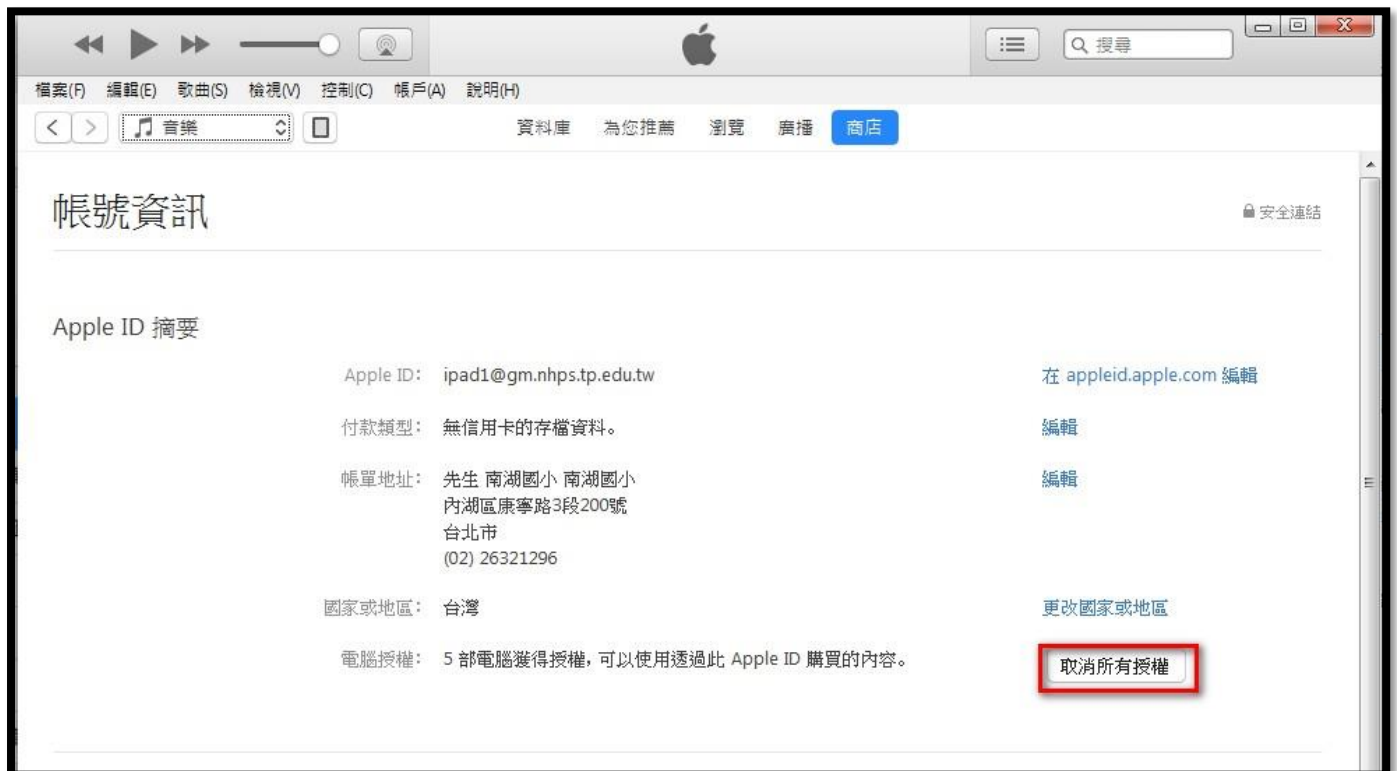 搜尋
檔案(F) 編輯(E) 歌曲(S) 檢視(V) 控制(C) 帳戶(A) 說明(H)
音樂 資料庫 為您推薦 瀏覽 廣播 商店
帳號資訊 安全連結
Apple ID 摘要
Apple ID： ipad1@gm.nhps.tp.edu.tw 在 appleid.apple.com 編輯
付款類型： 無信用卡的存檔資料。 編輯
帳單地址： 先生 南湖國小 南湖國小 編輯
內湖區康寧路3段200號
台北市
(02) 26321296
國家或地區： 台灣 更改國家或地區
電腦授權： 5 部電腦獲得授權，可以使用透過此 Apple ID 購買的內容。 取消所有授權